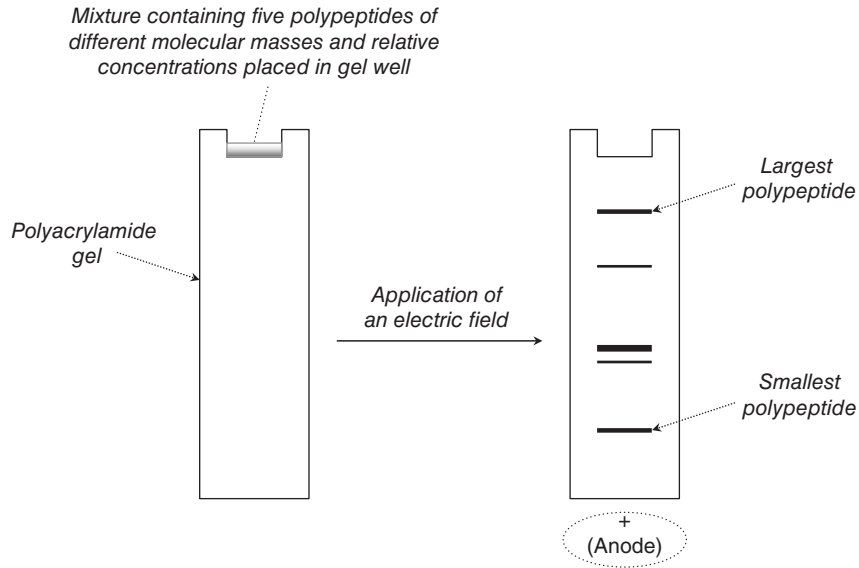 Mixture containing five polypeptides of
different molecular masses and relative
concentrations placed in gel well
Polyacrylamide
gel
Application of
an electric field
Largest
polypeptide
Smallest
polypeptide
+
(Anode)